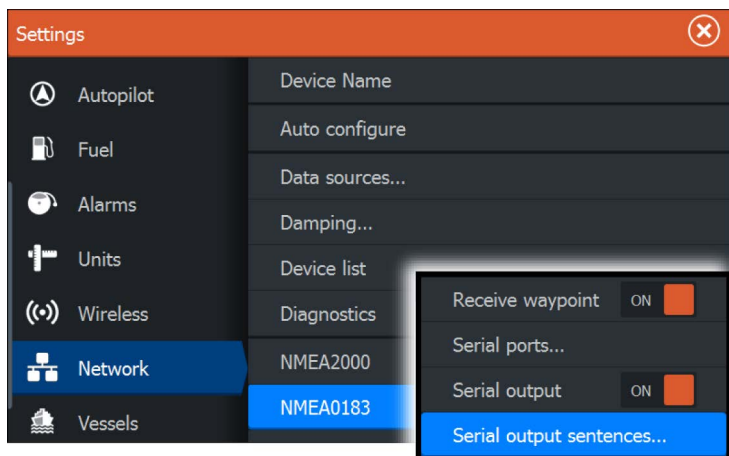 Settings
Autopilot
Fuel
Alarms
Units
Wireless
Network
Vessels
Device Name
Auto configure
Data sources...
Damping...
Device list
Diagnostics
NMEA2000
NMEA0183
Receive waypoint ON
Serial ports...
Serial output ON
Serial output sentences...